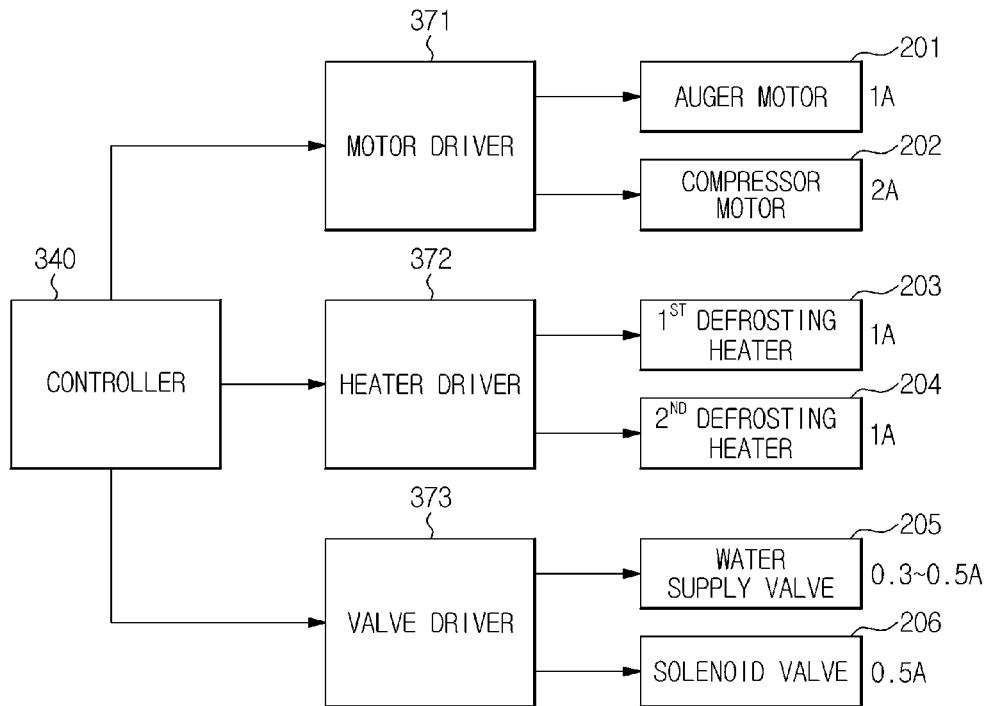 371
201
AUGER MOTOR
1A
MOTOR DRIVER
202
COMPRESSOR
MOTOR
2A
340
372
203
1ST DEFROSTING
HEATER
1A
CONTROLLER
HEATER DRIVER
204
2ND DEFROSTING
HEATER
1A
373
205
WATER
SUPPLY VALVE
0.3~0.5A
VALVE DRIVER
206
SOLENOID VALVE
0.5A